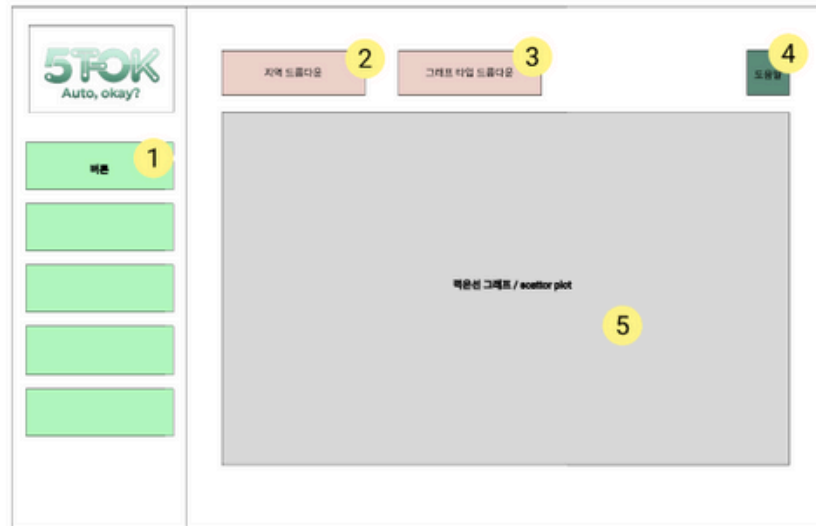 5TOK
Auto, okay?
버튼
1
지역 드롭다운
2
그래프 타입 드롭다운
3
도움말
4
꺾은선 그래프 / scattor plot
5